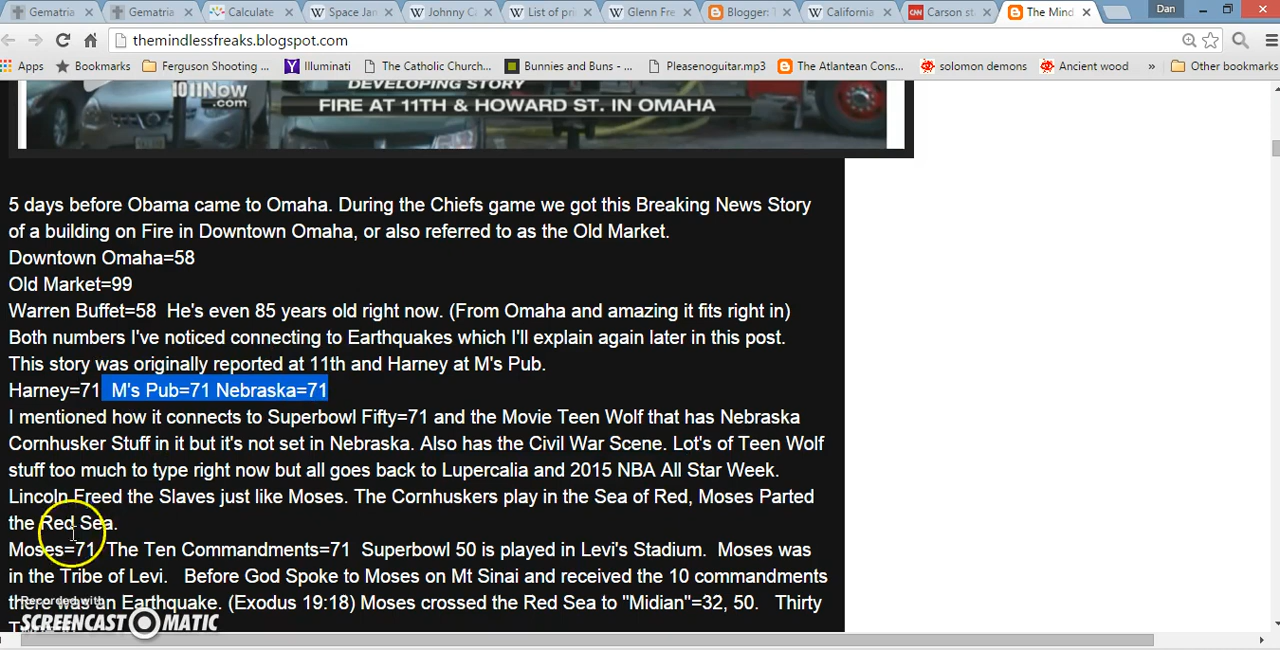 Gematria
Gematria
Calculate
Space Jan
Johnny C
List of pri
Glenn Fre
Blogger: T
California
Carson st
The Mind
Dan
themindlessfreaks.blogspot.com
Apps
Bookmarks
Ferguson Shooting ...
Illuminati
The Catholic Church...
Bunnies and Buns - ...
Pleasenoguitar.mp3
The Atlantean Cons...
solomon demons
Ancient wood
»
Other bookmarks
1011Now
.com
DEVELOPING STORY
FIRE AT 11TH & HOWARD ST. IN OMAHA
5 days before Obama came to Omaha. During the Chiefs game we got this Breaking News Story
of a building on Fire in Downtown Omaha, or also referred to as the Old Market.
Downtown Omaha=58
Old Market=99
Warren Buffet=58 He's even 85 years old right now. (From Omaha and amazing it fits right in)
Both numbers I've noticed connecting to Earthquakes which I'll explain again later in this post.
This story was originally reported at 11th and Harney at M's Pub.
Harney=71 M's Pub=71 Nebraska=71
I mentioned how it connects to Superbowl Fifty=71 and the Movie Teen Wolf that has Nebraska
Cornhusker Stuff in it but it's not set in Nebraska. Also has the Civil War Scene. Lot's of Teen Wolf
stuff too much to type right now but all goes back to Lupercalia and 2015 NBA All Star Week.
Lincoln Freed the Slaves just like Moses. The Cornhuskers play in the Sea of Red, Moses Parted
the Red Sea.
Moses=71 The Ten Commandments=71 Superbowl 50 is played in Levi's Stadium. Moses was
in the Tribe of Levi. Before God Spoke to Moses on Mt Sinai and received the 10 commandments
there was an Earthquake. (Exodus 19:18) Moses crossed the Red Sea to "Midian"=32, 50. Thirty
Recorded with
SCREENCAST MATIC